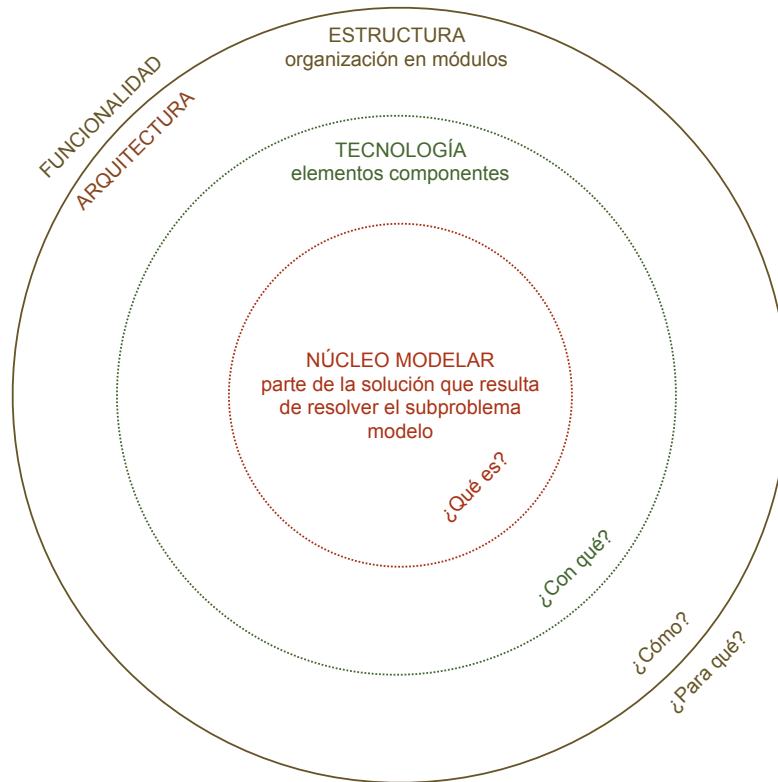 ESTRUCTURA
organización en módulos
FUNCIONALIDAD
ARQUITECTURA
TECNOLOGÍA
elementos componentes
NÚCLEO MODELAR
parte de la solución que resulta
de resolver el subproblema
modelo
¿Qué es?
¿Con qué?
¿Cómo?
¿Para qué?